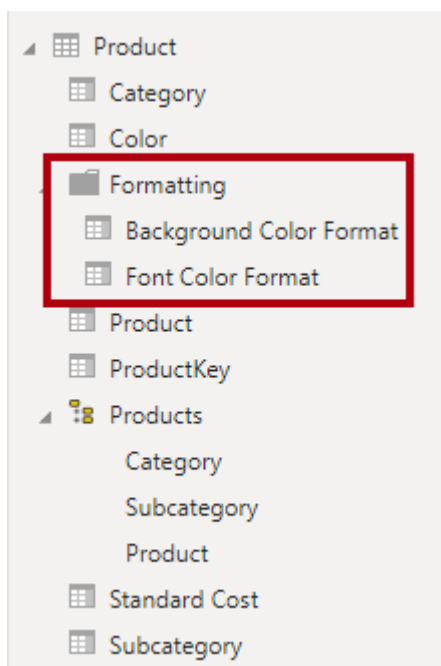 Product
Category
Color
Formatting
Background Color Format
Font Color Format
Product
ProductKey
Products
Category
Subcategory
Product
Standard Cost
Subcategory